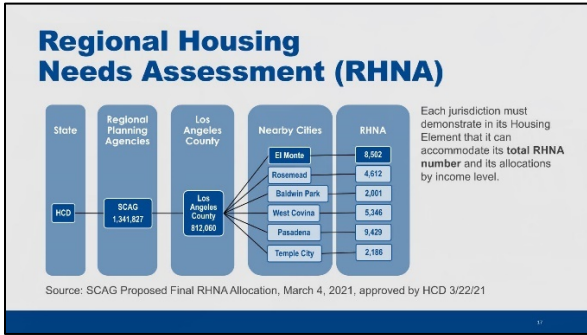 Regional Housing
Needs Assessment (RHNA)
State
Regional
Planning
Agencies
Los
Angeles
County
Nearby Cities
RHNA
HCD
SCAG
1,341,827
Los
Angeles
County
812,060
El Monte
8,502
Rosemead
4,612
Baldwin Park
2,001
West Covina
5,346
Pasadena
9,429
Temple City
2,186
Each jurisdiction must
demonstrate in its Housing
Element that it can
accommodate its total RHNA
number and its allocations
by income level.
Source: SCAG Proposed Final RHNA Allocation, March 4, 2021, approved by HCD 3/22/21
17